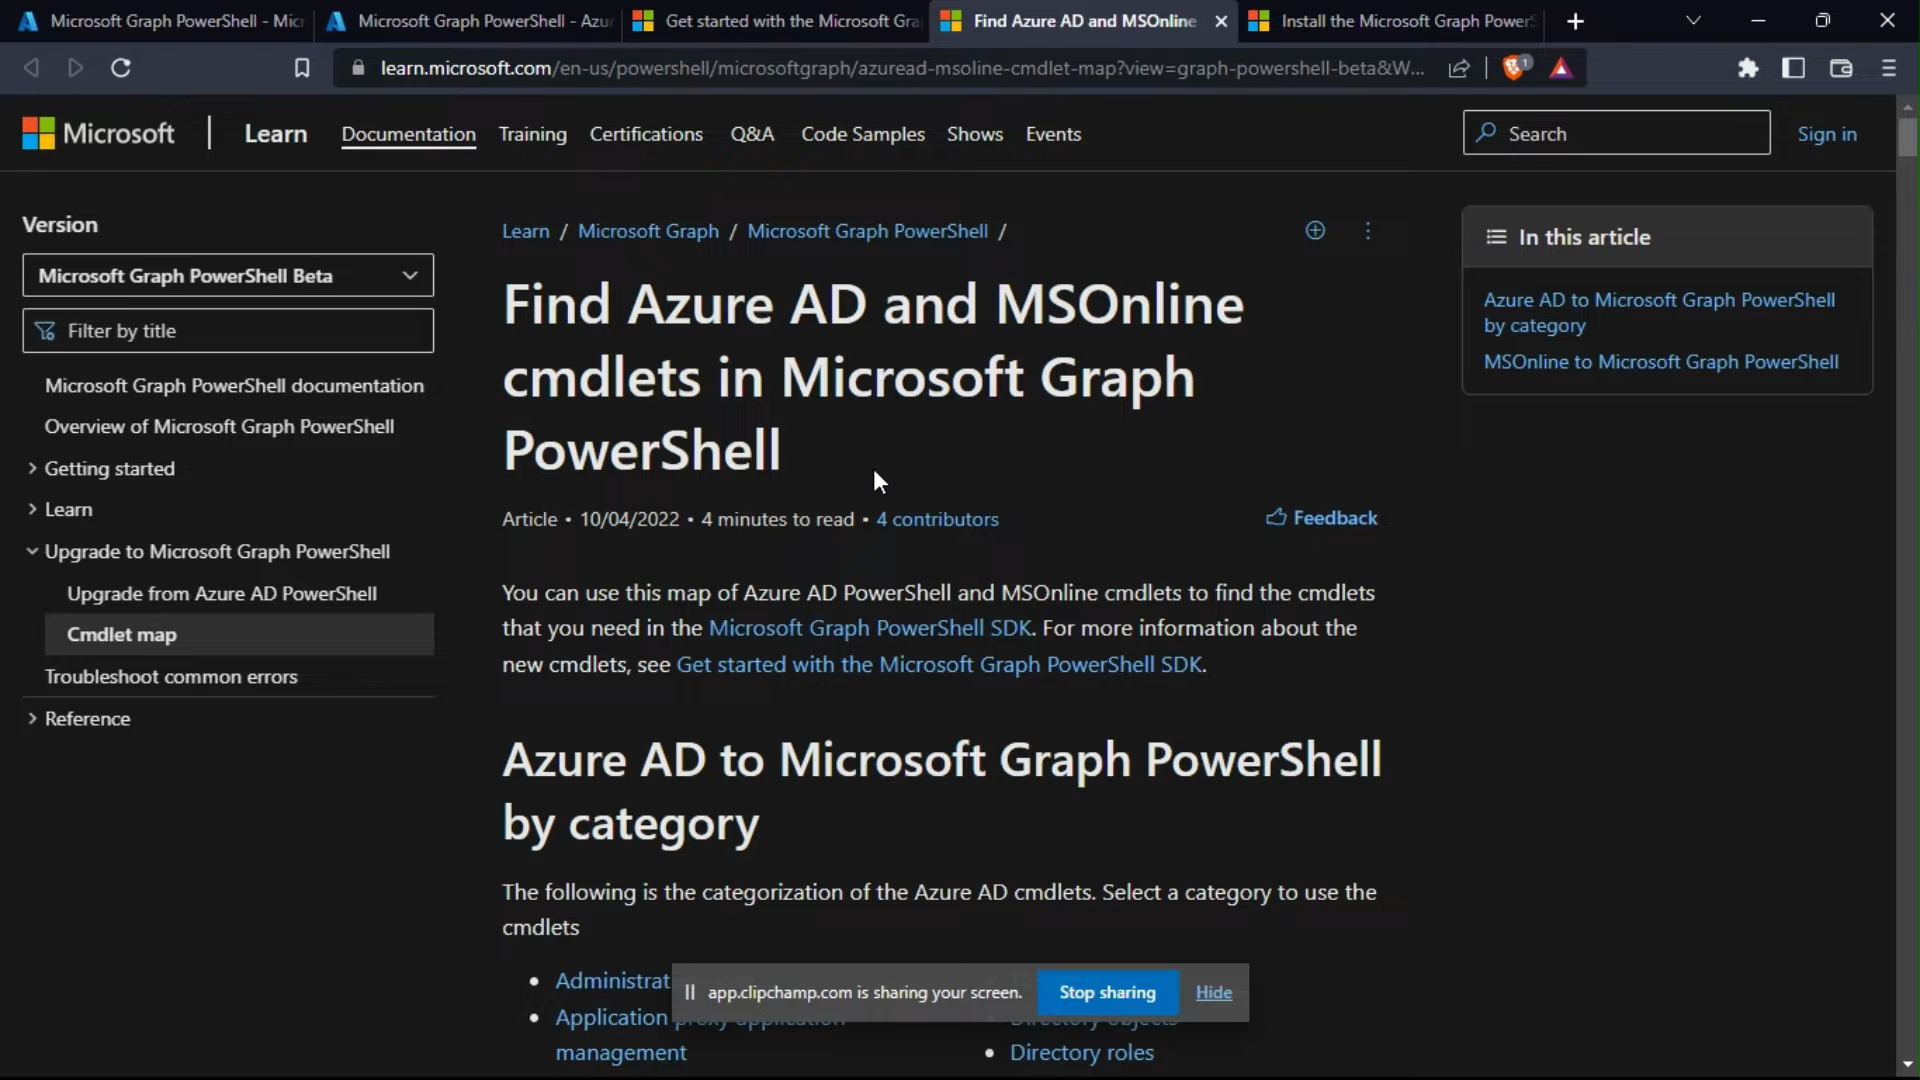 Microsoft Graph PowerShell - Mic
Microsoft Graph PowerShell - Azur
Get started with the Microsoft Gra
Find Azure AD and MSOnline
Install the Microsoft Graph PowerS
learn.microsoft.com/en-us/powershell/microsoftgraph/azuread-msoline-cmdlet-map?view=graph-powershell-beta&W...
1
Microsoft
Learn
Documentation
Training
Certifications
Q&A
Code Samples
Shows
Events
Search
Sign in
Version
Microsoft Graph PowerShell Beta
Filter by title
Microsoft Graph PowerShell documentation
Overview of Microsoft Graph PowerShell
Getting started
Learn
Upgrade to Microsoft Graph PowerShell
Upgrade from Azure AD PowerShell
Cmdlet map
Troubleshoot common errors
Reference
Learn / Microsoft Graph / Microsoft Graph PowerShell /
Find Azure AD and MSOnline
cmdlets in Microsoft Graph
PowerShell
Article • 10/04/2022 • 4 minutes to read • 4 contributors
Feedback
You can use this map of Azure AD PowerShell and MSOnline cmdlets to find the cmdlets
that you need in the Microsoft Graph PowerShell SDK. For more information about the
new cmdlets, see Get started with the Microsoft Graph PowerShell SDK.
Azure AD to Microsoft Graph PowerShell
by category
The following is the categorization of the Azure AD cmdlets. Select a category to use the
cmdlets
• Administrat
• Application proxy application
management
• Directory objects
• Directory roles
app.clipchamp.com is sharing your screen.
Stop sharing
Hide
In this article
Azure AD to Microsoft Graph PowerShell
by category
MSOnline to Microsoft Graph PowerShell